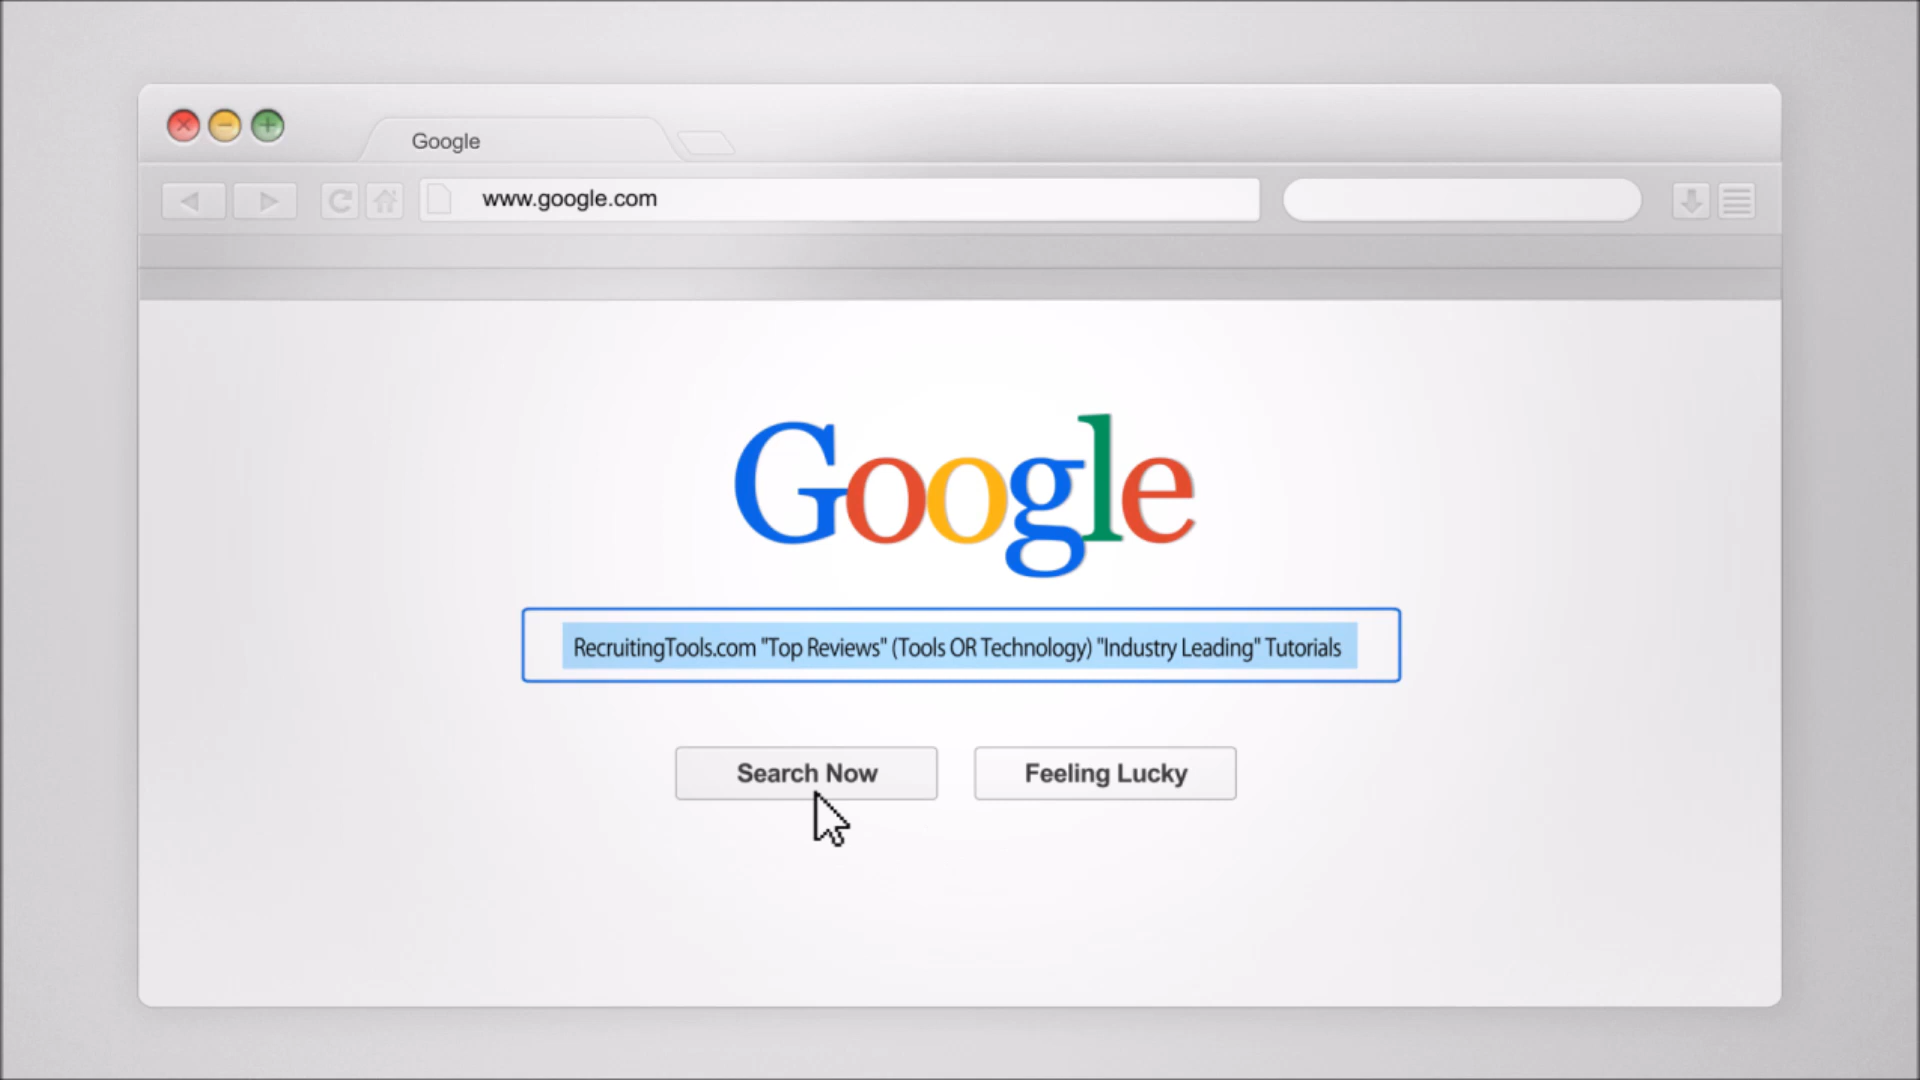 Google
www.google.com
Google
RecruitingTools.com "Top Reviews" (Tools OR Technology) "Industry Leading" Tutorials
Search Now
Feeling Lucky